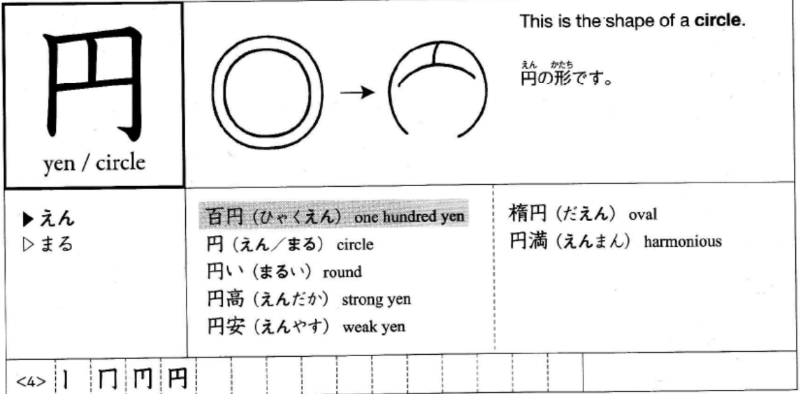 円
yen / circle
This is the shape of a circle.
えん かたち
円の形です。
▶えん
▷まる
百円（ひゃくえん） one hundred yen
円（えん／まる） circle
円い（まるい） round
円高（えんだか） strong yen
円安（えんやす） weak yen
楕円（だえん） oval
円満（えんまん） harmonious
<4> 丨 冂 円